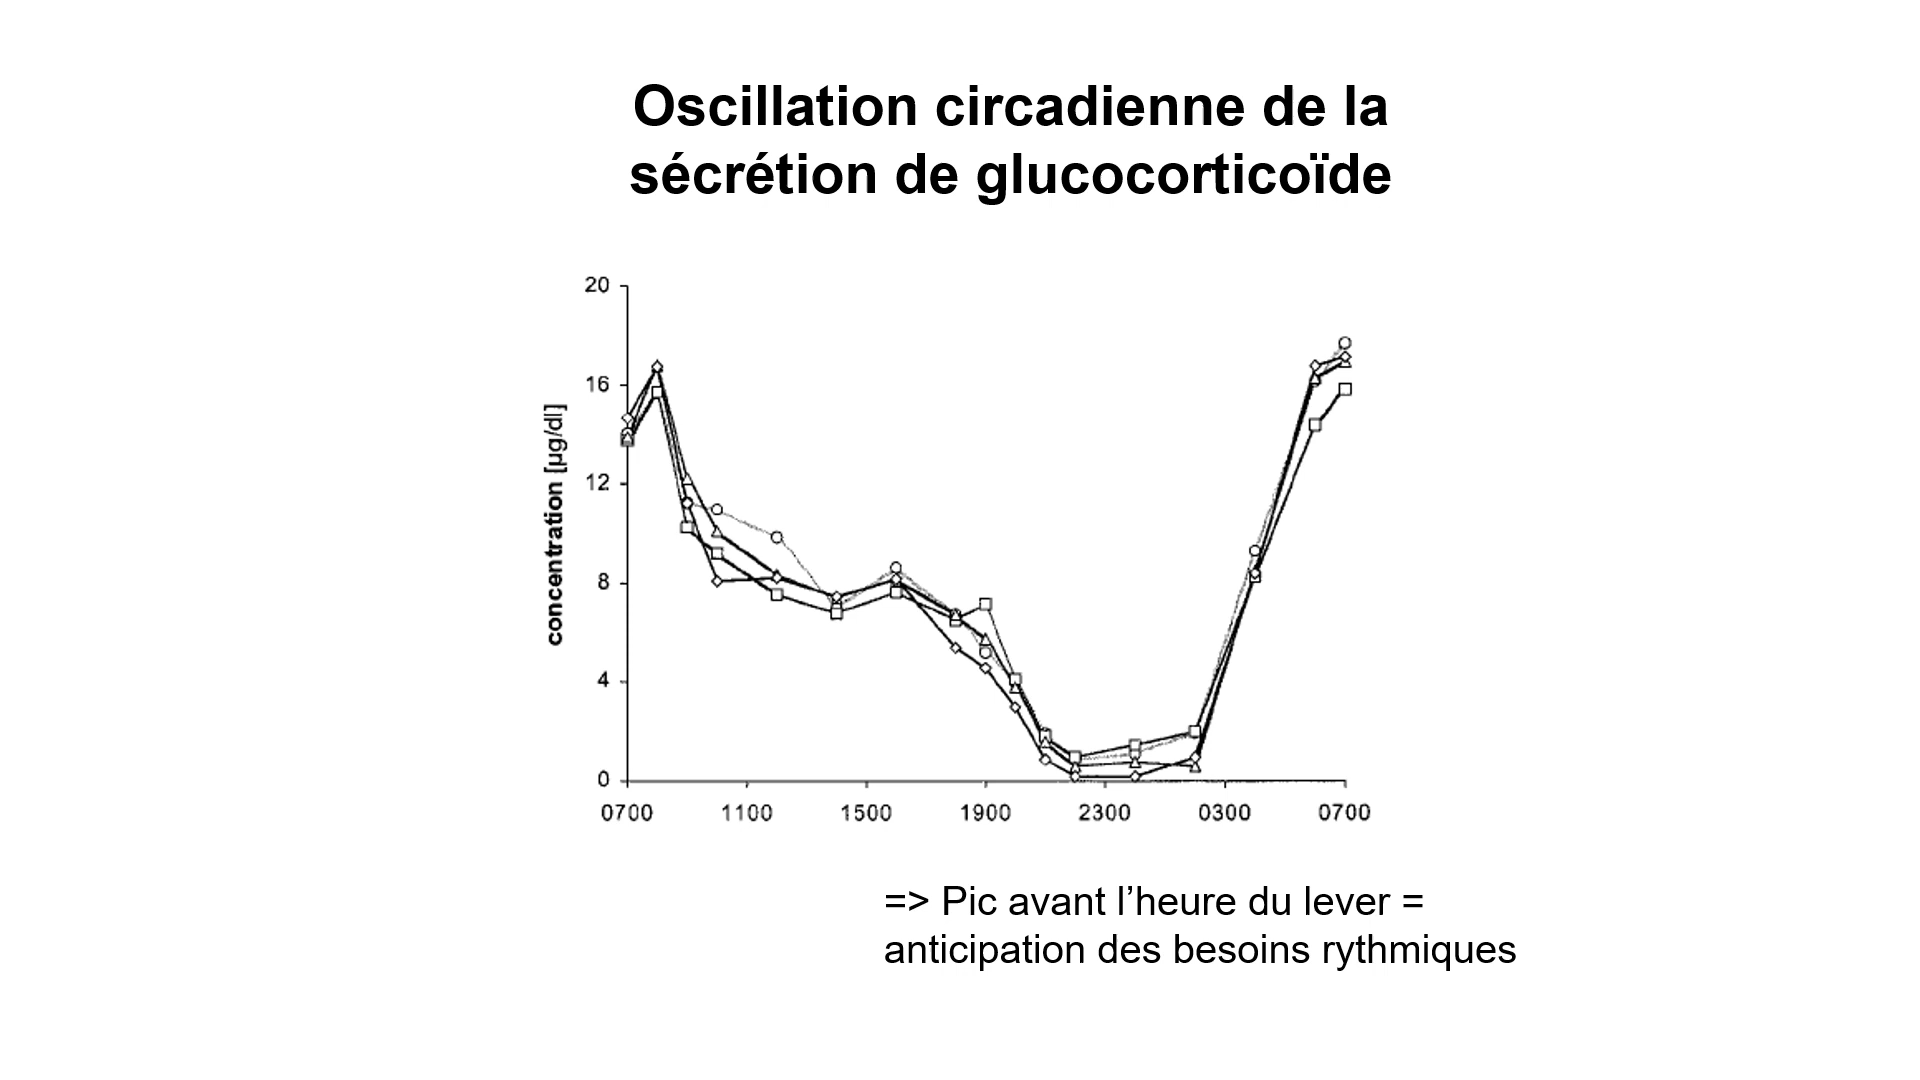 Oscillation circadienne de la
sécrétion de glucocorticoïde
20
16
12
8
4
0
concentration [µg/dl]
0700 1100 1500 1900 2300 0300 0700
=> Pic avant l’heure du lever =
anticipation des besoins rythmiques